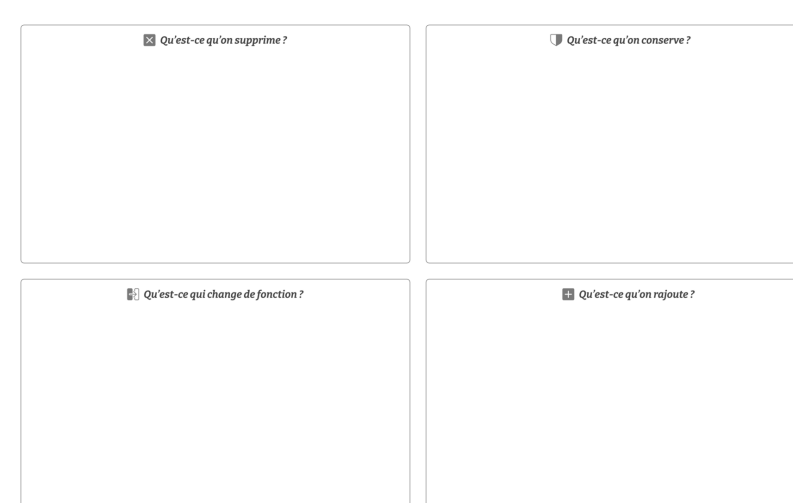 Qu'est-ce qu'on supprime ?
Qu'est-ce qu'on conserve ?
Qu'est-ce qui change de fonction ?
Qu'est-ce qu'on rajoute ?